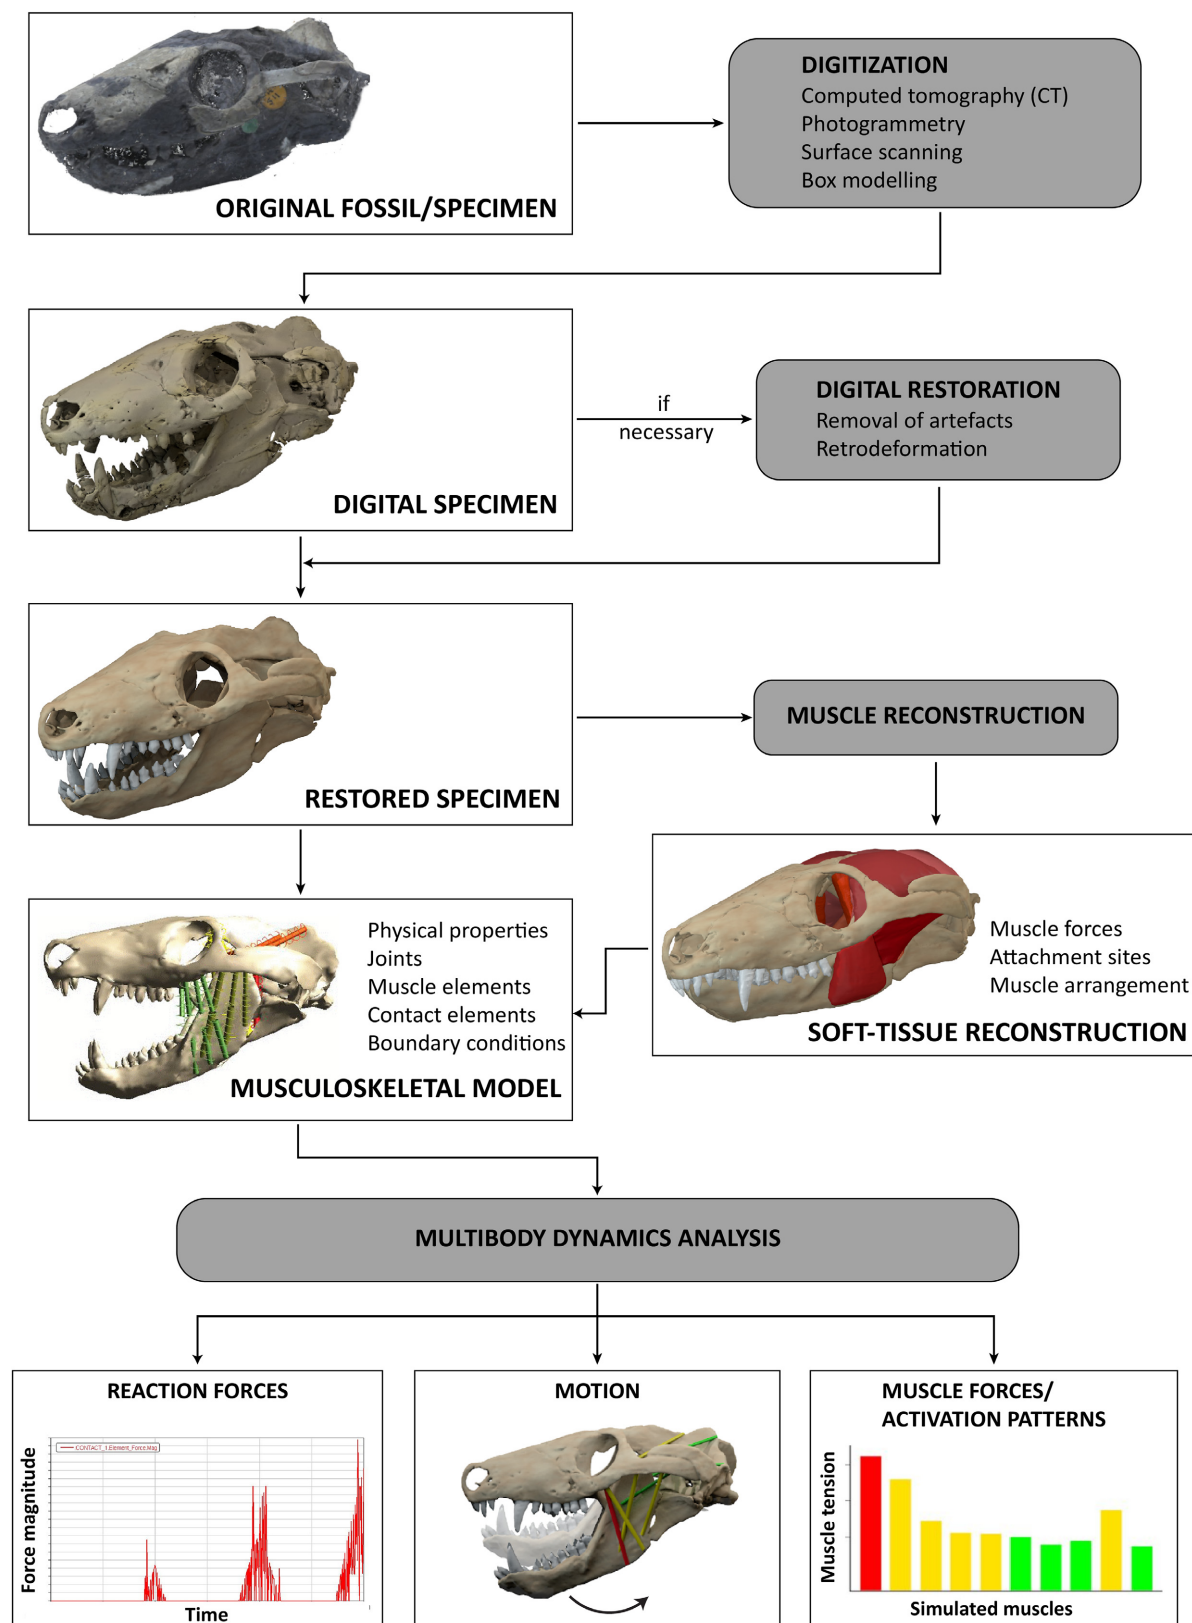 ORIGINAL FOSSIL/SPECIMEN
DIGITIZATION
Computed tomography (CT)
Photogrammetry
Surface scanning
Box modelling
DIGITAL SPECIMEN
if
necessary
DIGITAL RESTORATION
Removal of artefacts
Retrodeformation
RESTORED SPECIMEN
MUSCLE RECONSTRUCTION
Muscle forces
Attachment sites
Muscle arrangement
SOFT-TISSUE RECONSTRUCTION
Physical properties
Joints
Muscle elements
Contact elements
Boundary conditions
MUSCULOSKELETAL MODEL
MULTIBODY DYNAMICS ANALYSIS
REACTION FORCES
CONTACT_1.Element_Force.Mag
Force magnitude
Time
MOTION
MUSCLE FORCES/
ACTIVATION PATTERNS
Muscle tension
Simulated muscles